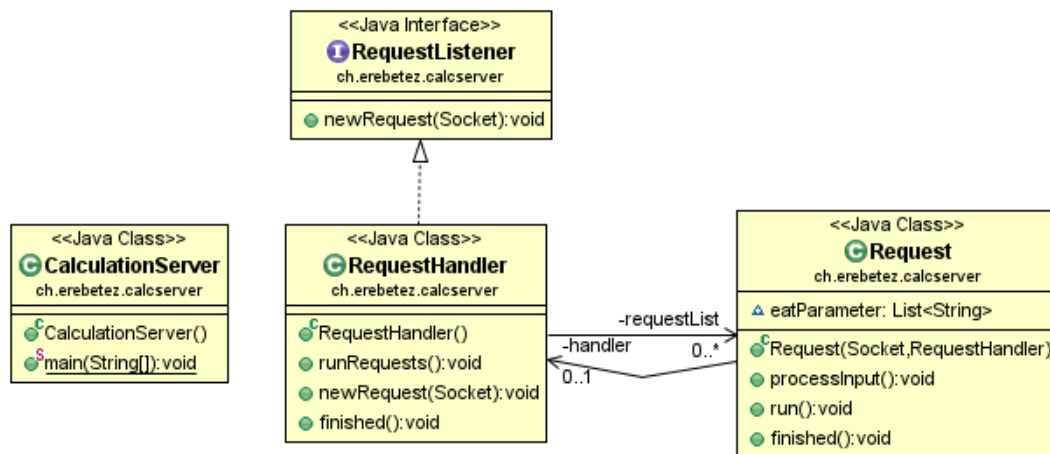 <<Java Interface>>
RequestListener
ch.erebetez.calcserver
newRequest(Socket):void
<<Java Class>>
CalculationServer
ch.erebetez.calcserver
CalculationServer()
main(String[]):void
<<Java Class>>
RequestHandler
ch.erebetez.calcserver
RequestHandler()
runRequests():void
newRequest(Socket):void
finished():void
-requestList
0..*
-handler
0..1
<<Java Class>>
Request
ch.erebetez.calcserver
eatParameter: List<String>
Request(Socket,RequestHandler)
processInput():void
run():void
finished():void